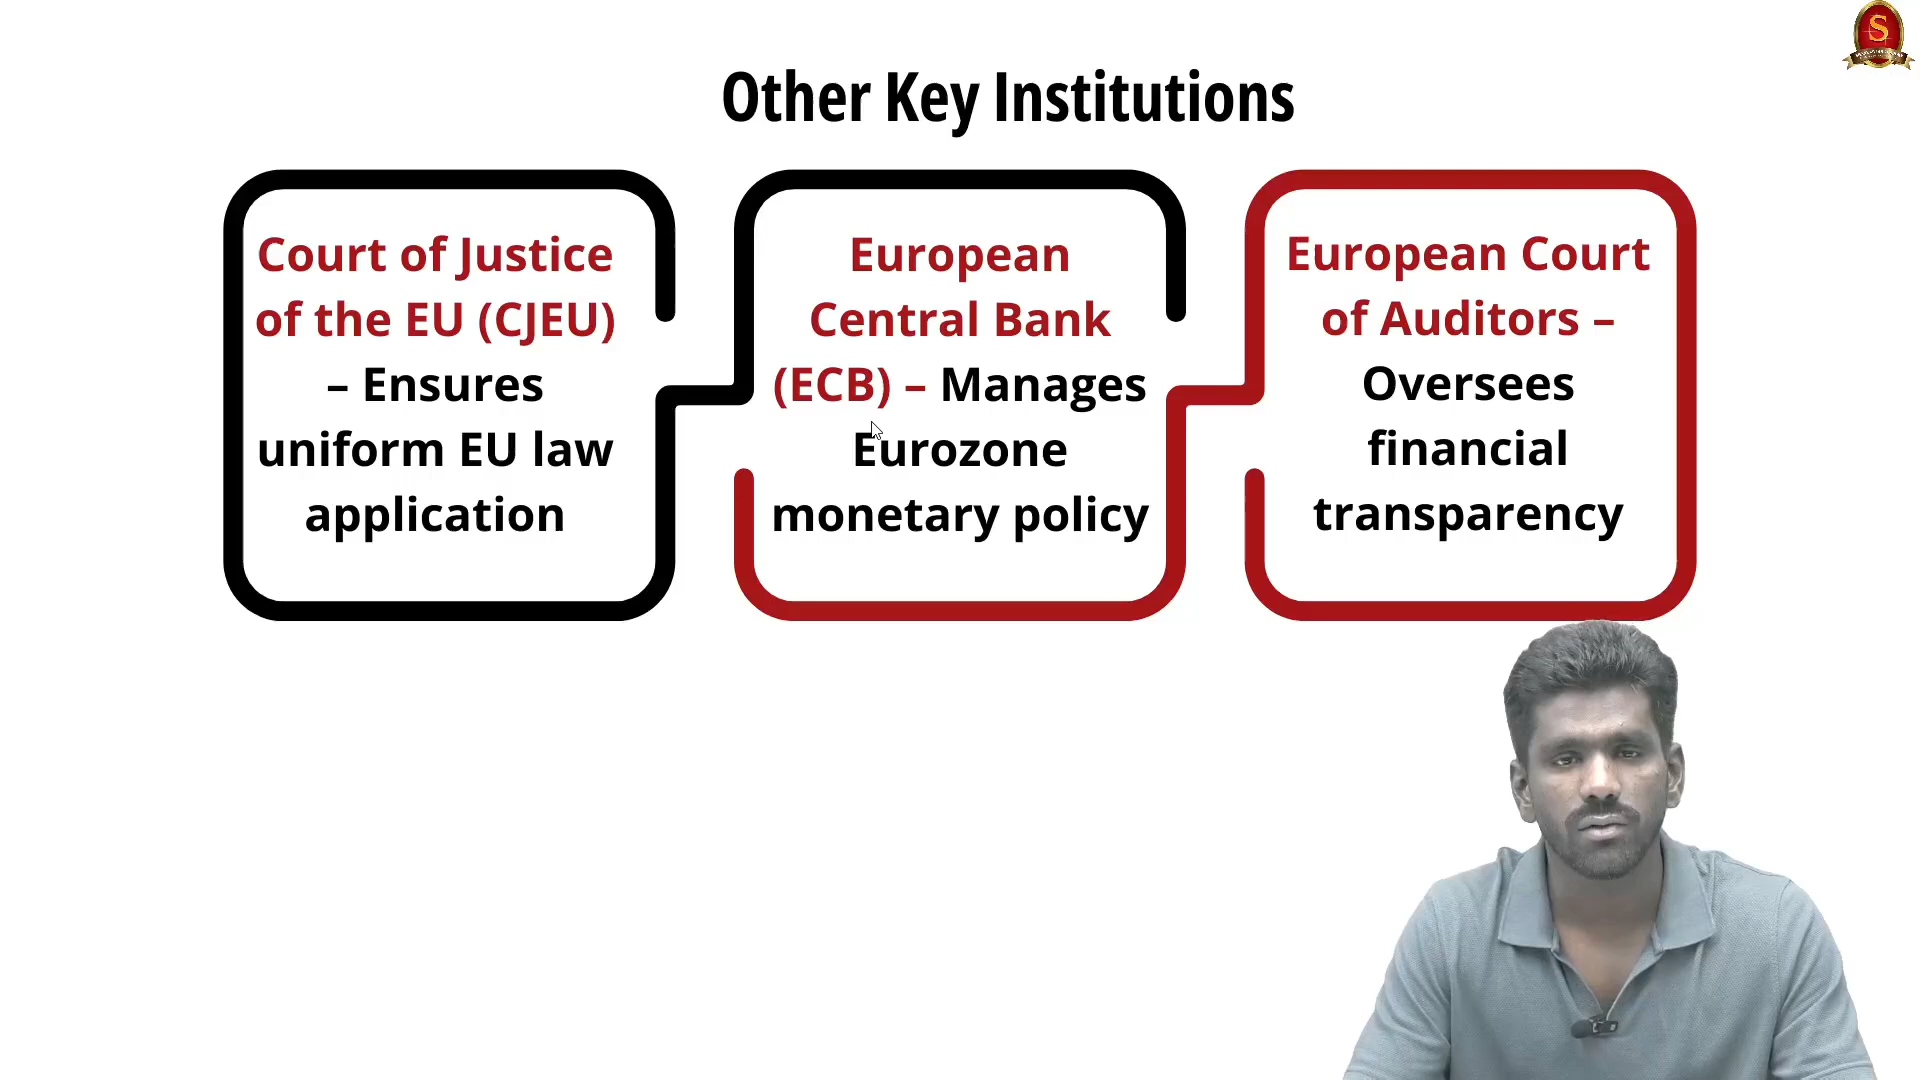 S
Other Key Institutions
Court of Justice
of the EU (CJEU)
– Ensures
uniform EU law
application
European
Central Bank
(ECB) – Manages
Eurozone
monetary policy
European Court
of Auditors –
Oversees
financial
transparency